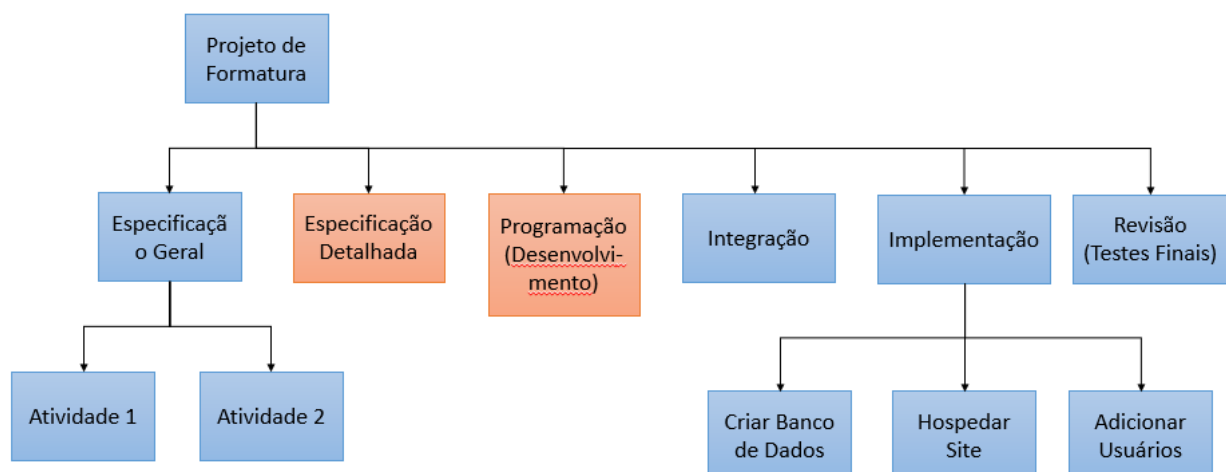 Projeto de
Formatura
Especificaçã
o Geral
Especificação
Detalhada
Programação
(Desenvolvi-
mento)
Integração
Implementação
Revisão
(Testes Finais)
Atividade 1
Atividade 2
Criar Banco
de Dados
Hospedar
Site
Adicionar
Usuários